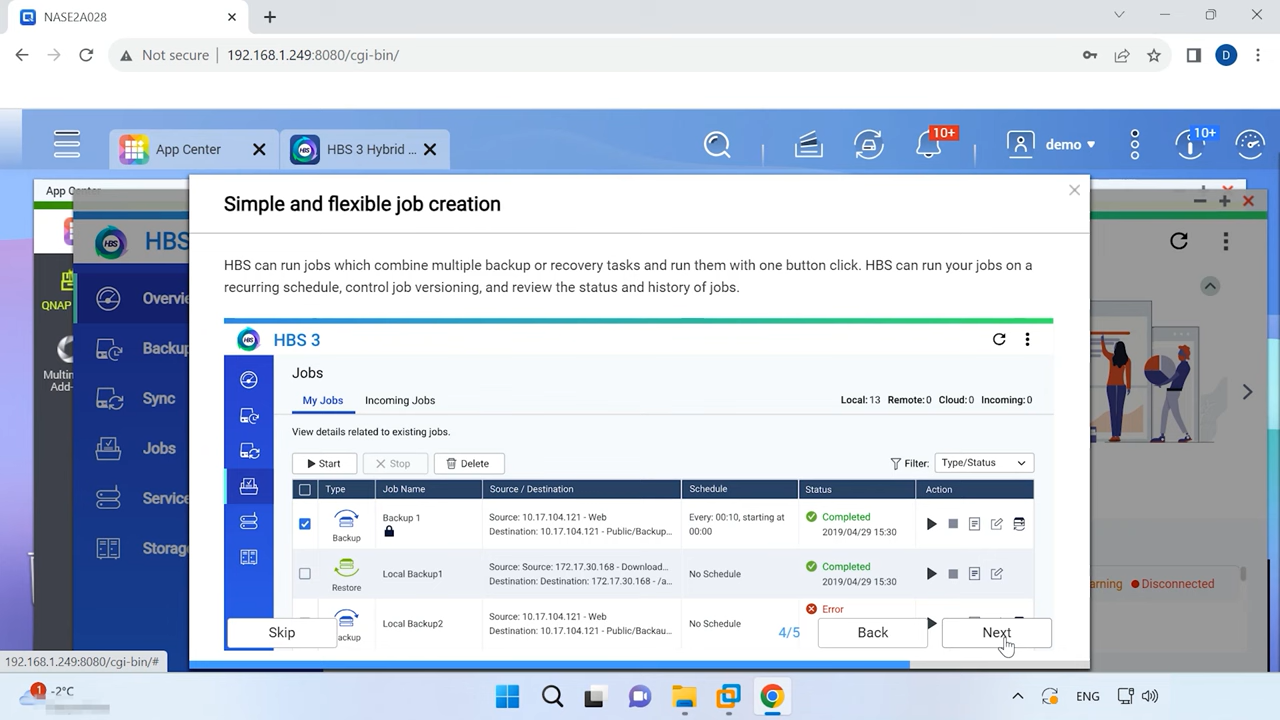 NASE2A028
Not secure
192.168.1.249:8080/cgi-bin/
D
App Center
HBS 3 Hybrid ...
10+
demo
10+
App
Simple and flexible job creation
HBS
HBS can run jobs which combine multiple backup or recovery tasks and run them with one button click. HBS can run your jobs on a
recurring schedule, control job versioning, and review the status and history of jobs.
QNAP
Overvie
HBS 3
Backup
Jobs
My Jobs Incoming Jobs Local: 13 Remote: 0 Cloud: 0 Incoming: 0
Sync
View details related to existing jobs.
Jobs
Start Stop Delete Filter: Type/Status
Type Job Name Source / Destination Schedule Status Action
Service
Backup Backup 1 Source: 10.17.104.121 - Web Every: 00:10, starting at Completed
Destination: 10.17.104.121 - Public/Backup... 00:00 2019/04/29 15:30
Storag
Restore Local Backup1 Source: Source: 172.17.30.168 - Download... No Schedule Completed
Destination: Destination: 172.17.30.168 - /a... 2019/04/29 15:30
arning Disconnected
ackup Local Backup2 Source: 10.17.104.121 - Web No Schedule Error
Destination: 10.17.104.121 - Public/Backau...
Skip 4/5 Back Next
192.168.1.249:8080/cgi-bin/#
1
-2°C
ENG